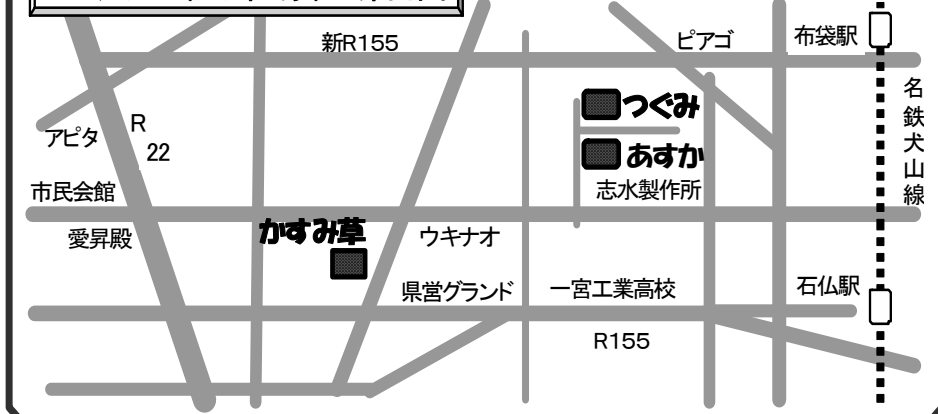 新R155
ピアゴ
布袋駅
つぐみ
名鉄犬山線
アピタ
R
22
あすか
市民会館
志水製作所
愛昇殿
かすみ草
ウキナオ
県営グランド
一宮工業高校
石仏駅
R155